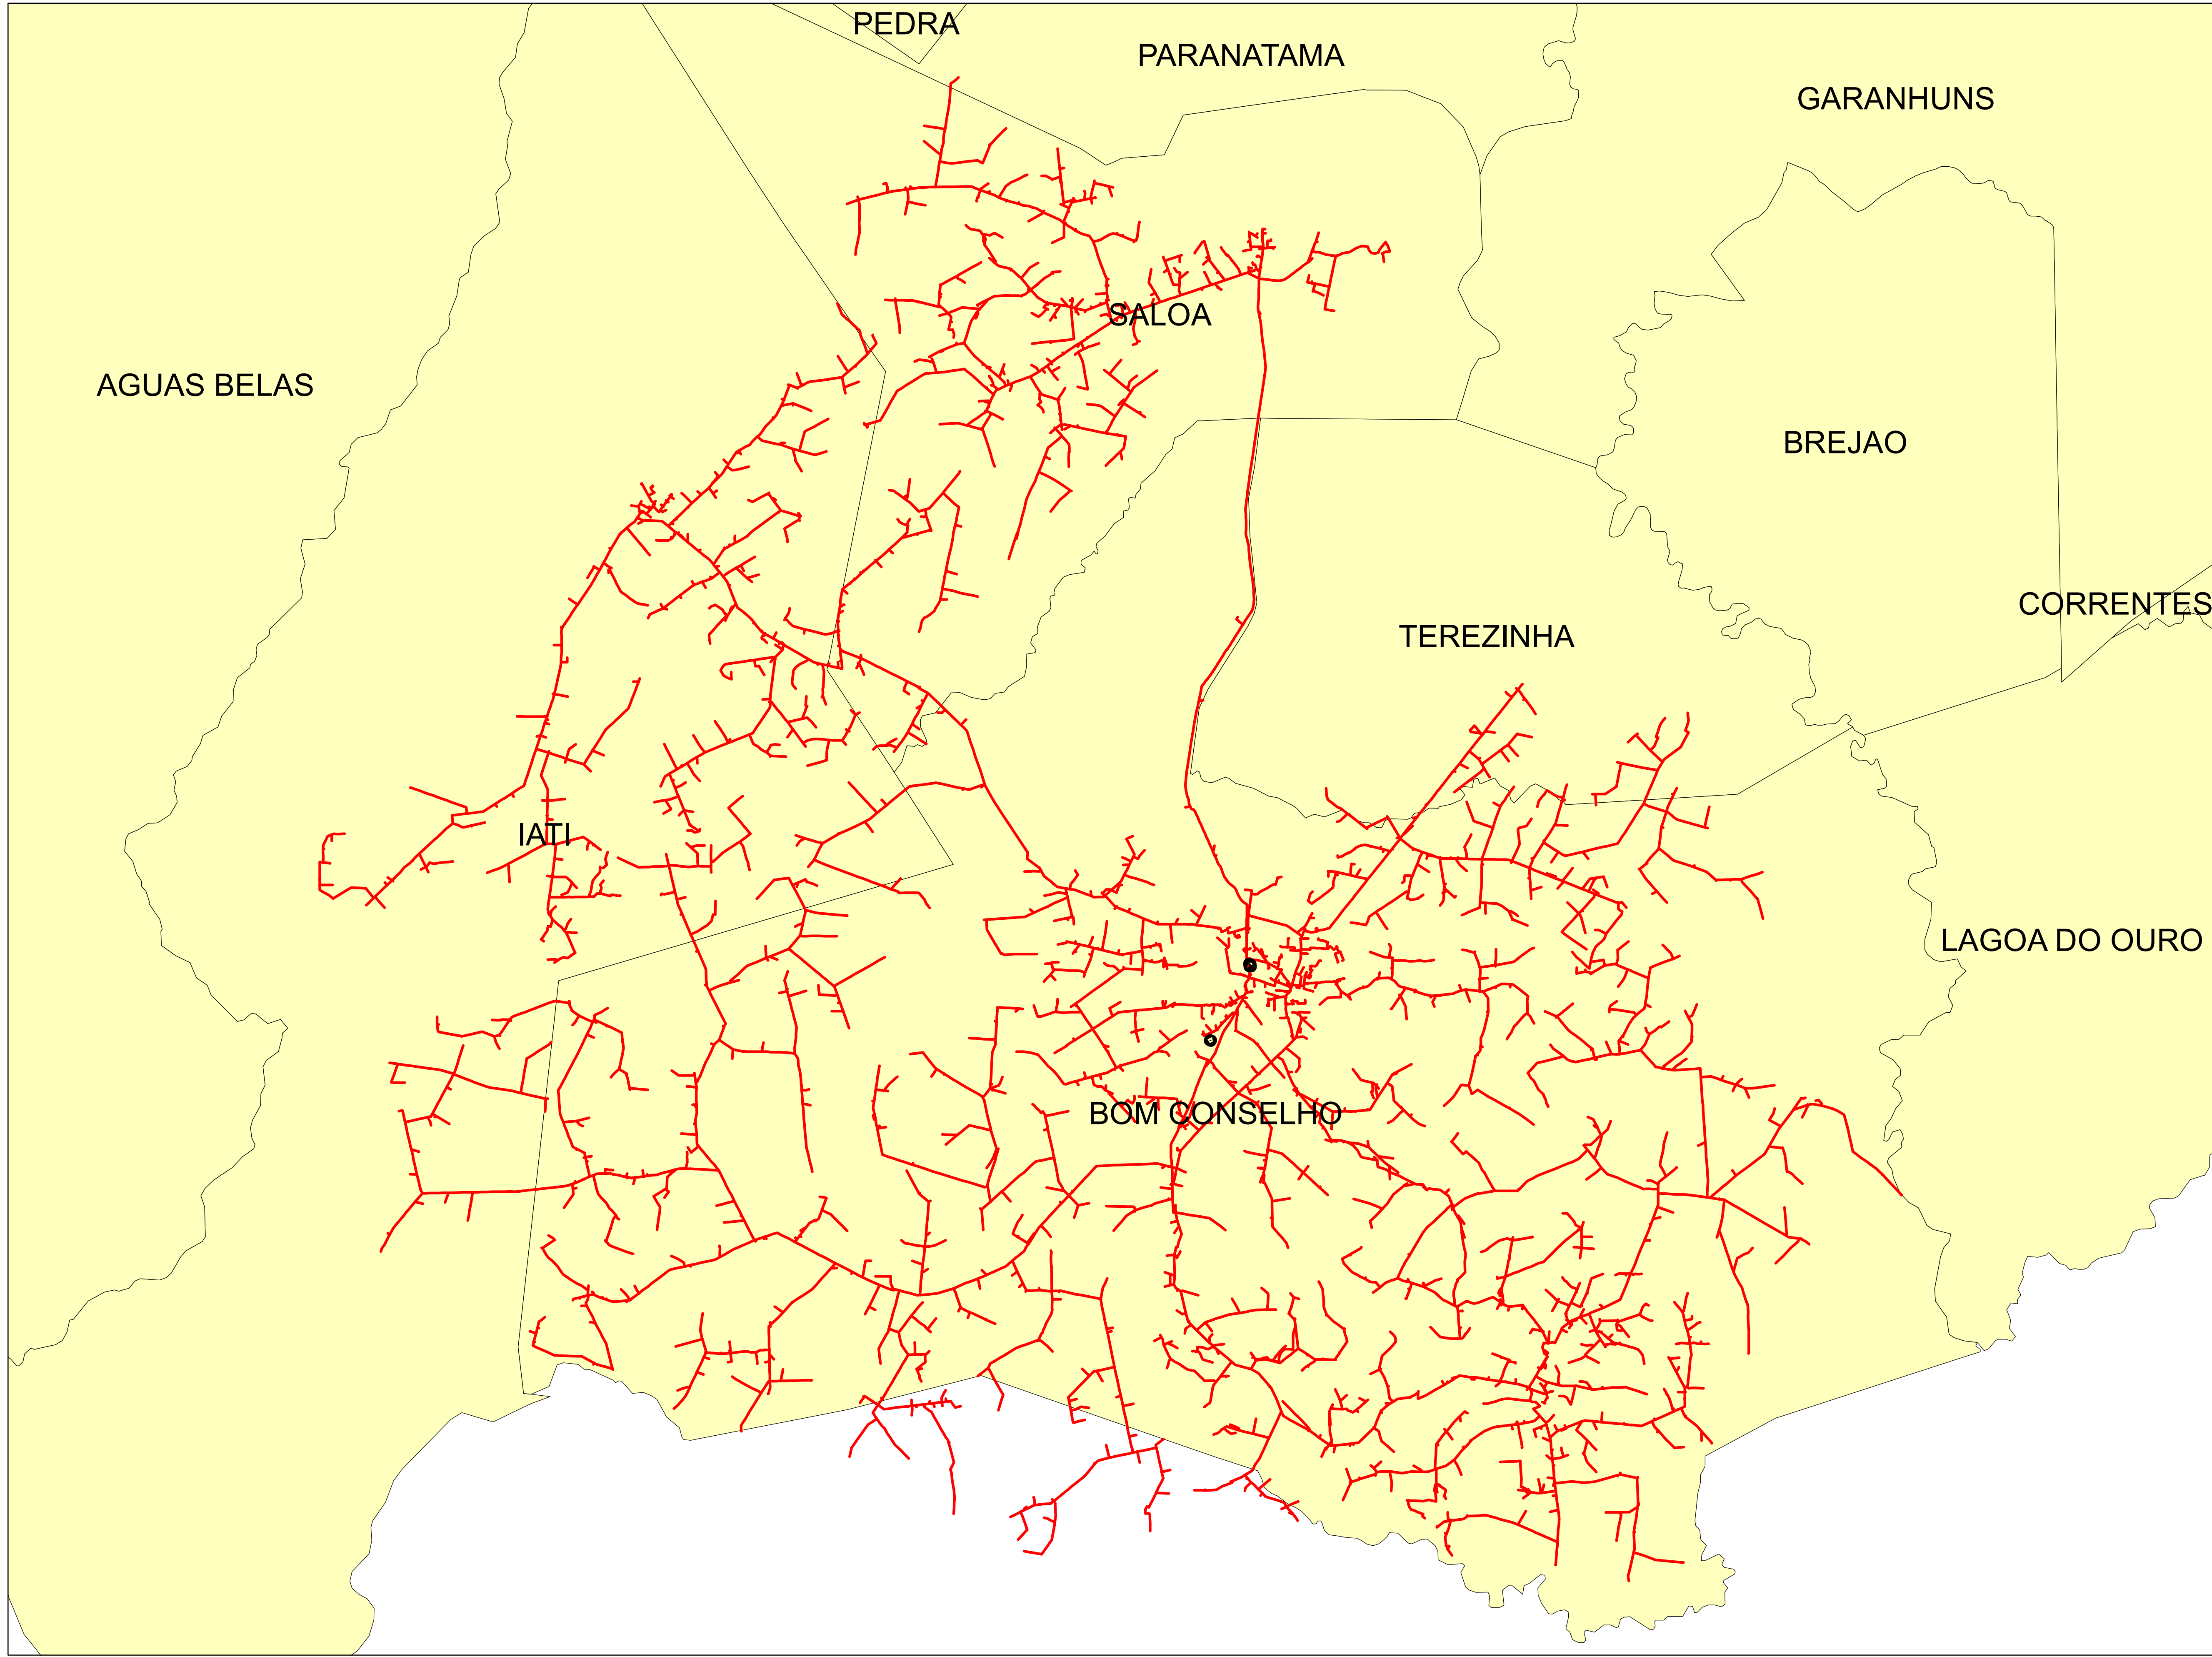 PEDRA
PARANATAMA
GARANHUNS
SALOA
AGUAS BELAS
BREJAO
CORRENTES
TEREZINHA
IATI
LAGOA DO OURO
BOM CONSELHO